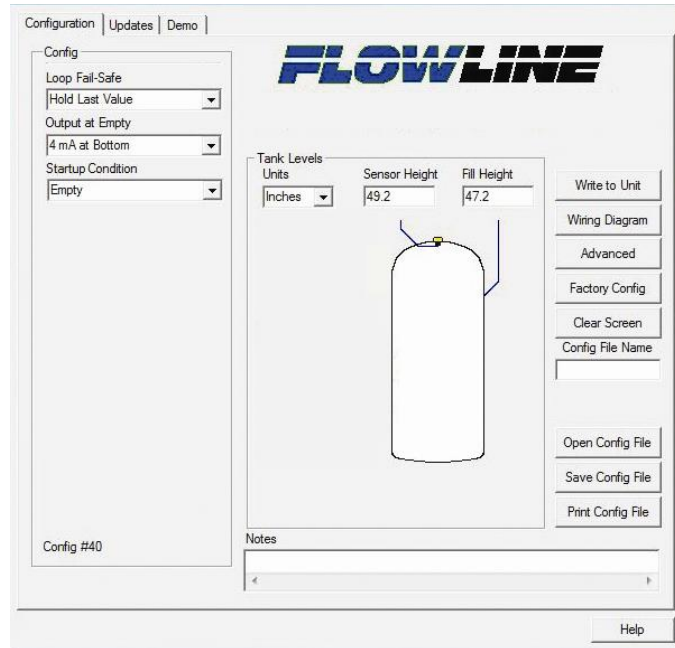 Configuration
Updates
Demo
Config
Loop Fail-Safe
Hold Last Value
Output at Empty
4 mA at Bottom
Startup Condition
Empty
Config #40
FLOWLINE
Tank Levels
Units
Sensor Height
Fill Height
Inches
49.2
47.2
Write to Unit
Wiring Diagram
Advanced
Factory Config
Clear Screen
Config File Name
Open Config File
Save Config File
Print Config File
Notes
Help